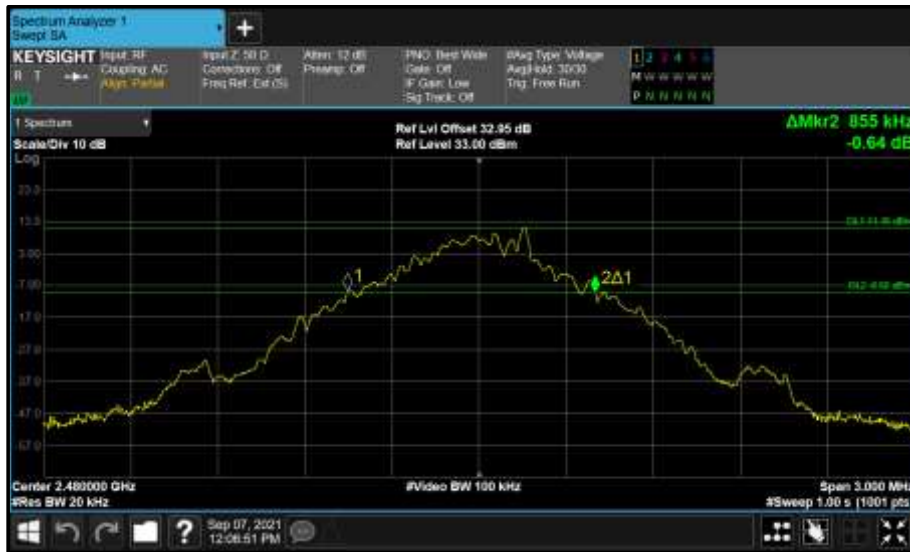 Spectrum Analyzer 1
Swept SA
+
KEYSIGHT
R T
Input: RF
Coupling: AC
Align: Partial
Input Z: 50 Ω
Corrections: Off
Freq Ref: Ext (S)
Atten: 12 dB
Preamp: Off
PNO: Best Wide
Gate: Off
IF Gain: Low
Sig Track: Off
#Avg Type: Voltage
Avg|Hold: 30/30
Trig: Free Run
1 2 3 4 5 6
M W W W W W
P N N N N N
1 Spectrum
Scale/Div 10 dB
Log
Ref Lvl Offset 32.95 dB
Ref Level 33.00 dBm
ΔMkr2 855 kHz
-0.64 dB
23.0
13.0
3.00
-7.00
-17.0
-27.0
-37.0
-47.0
-57.0
1
2Δ1
Center 2.480000 GHz
#Res BW 20 kHz
#Video BW 100 kHz
Span 3.000 MHz
#Sweep 1.00 s (1001 pts
?
Sep 07, 2021
12:06:51 PM